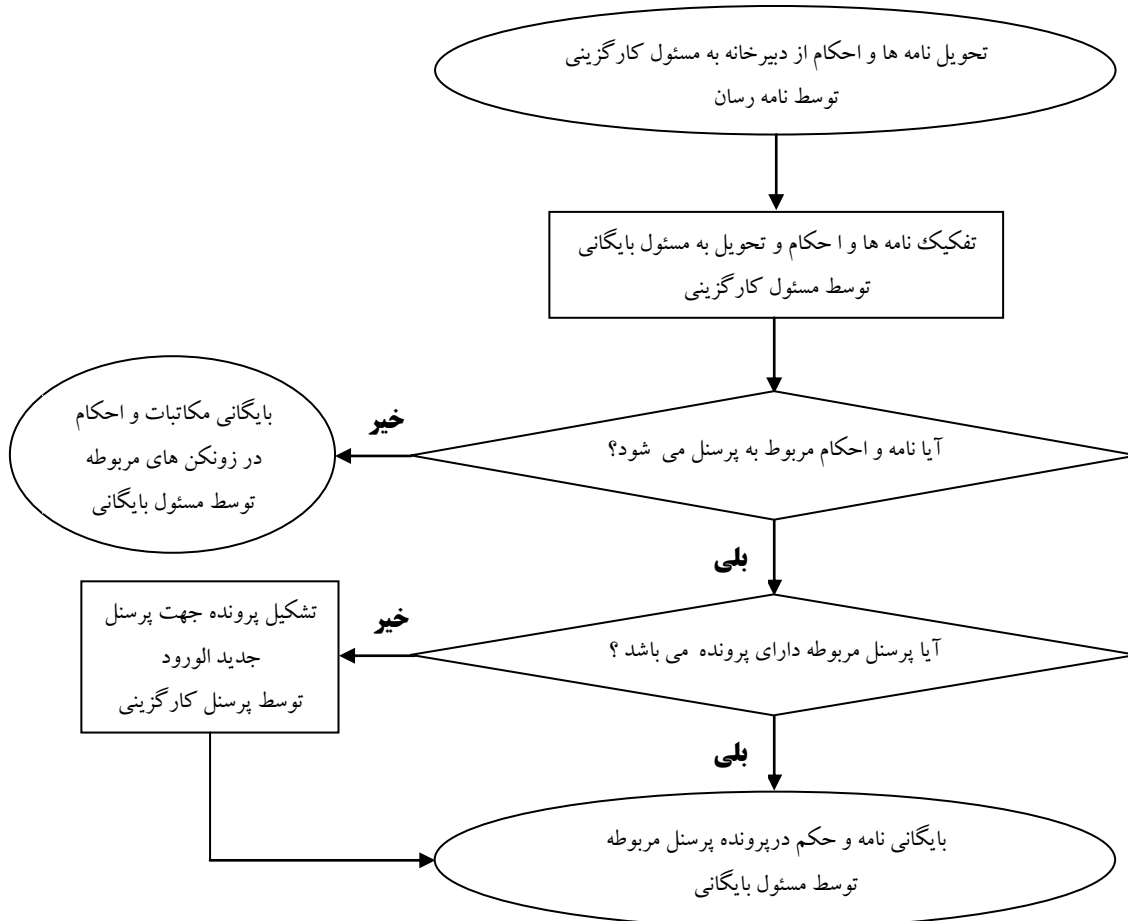 تحویل نامه ها و احکام از دبیرخانه به مسئول کارگزینی
توسط نامه رسان
تفکیک نامه ها و ا حکام و تحویل به مسئول بایگانی
توسط مسئول کارگزینی
آیا نامه و احکام مربوط به پرسنل می شود؟
خیر
بایگانی مکاتبات و احکام
در زونکن های مربوطه
توسط مسئول بایگانی
بلی
آیا پرسنل مربوطه دارای پرونده می باشد ؟
خیر
تشکیل پرونده جهت پرسنل
جدید الورود
توسط پرسنل کارگزینی
بلی
بایگانی نامه و حکم درپرونده پرسنل مربوطه
توسط مسئول بایگانی